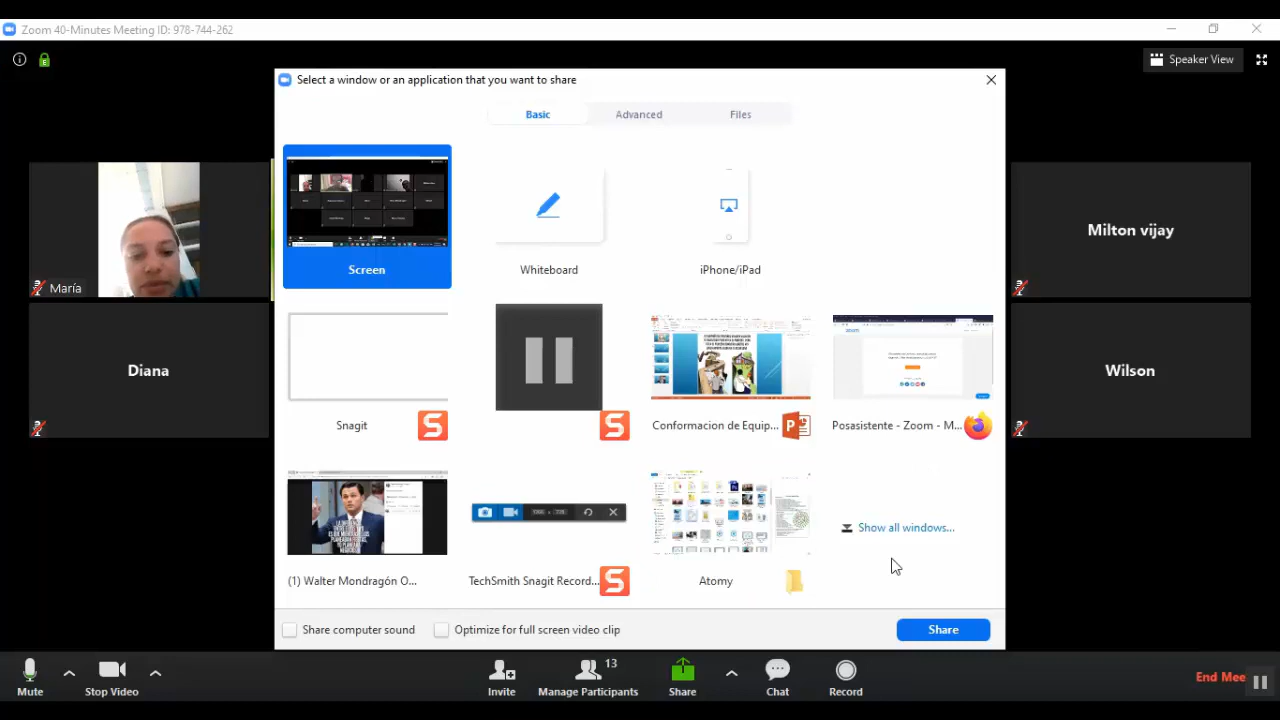 Zoom 40-Minutes Meeting ID: 978-744-262
Speaker View
Select a window or an application that you want to share
Basic
Advanced
Files
Screen
Whiteboard
iPhone/iPad
María
Milton vijay
Diana
Wilson
Snagit
Conformacion de Equip...
Posasistente - Zoom - M...
Show all windows...
(1) Walter Mondragón O...
TechSmith Snagit Record...
Atomy
Share computer sound
Optimize for full screen video clip
Share
Mute
Stop Video
Invite
13
Manage Participants
Share
Chat
Record
End Mee